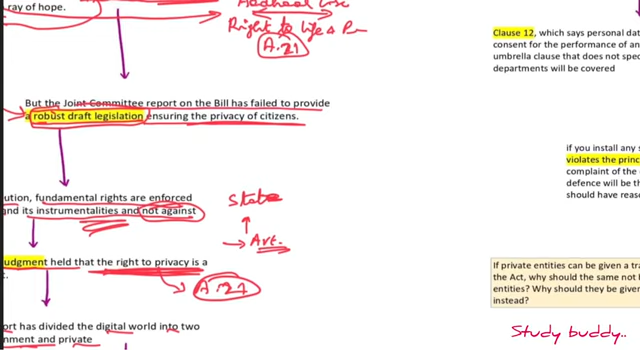 ray of hope.
Aadhaar Case
Right to Life &
A.21
But the Joint Committee report on the Bill has failed to provide
a robust draft legislation ensuring the privacy of citizens.
ution, fundamental rights are enforced
and its instrumentalities and not against
State
Art.
udgment held that the right to privacy is a
A.21
ort has divided the digital world into two
nment and private
Clause 12, which says personal dat
consent for the performance of an
umbrella clause that does not spec
departments will be covered
if you install any s
violates the princ
complaint of the
defence will be th
should have reas
If private entities can be given a tra
the Act, why should the same not
entities? Why should they be give
instead?
Study buddy..